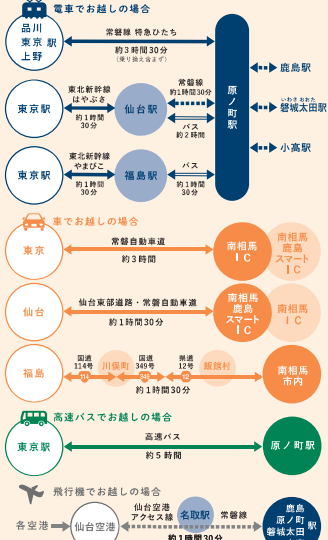 電車でお越しの場合
品川
東京 駅
上野
常磐線 特急ひたち
約3時間30分
(乗り換え含まず)
原ノ町駅
東京駅
東北新幹線
はやぶさ
約1時間
30分
仙台駅
常磐線
約1時間30分
バス
約2時間
鹿島駅
いわき おおた
磐城太田駅
小高駅
東京駅
東北新幹線
やまびこ
約1時間
30分
福島駅
バス
約1時間
30分
車でお越しの場合
東京
常磐自動車道
約3時間
南相馬
IC
南相馬
鹿島
スマート
IC
仙台
仙台東部道路・常磐自動車道
約1時間30分
南相馬
鹿島
スマート
IC
南相馬
IC
福島
国道
114号
114
川俣町
国道
349号
349
県道
12号
12
飯舘村
約1時間30分
南相馬
市内
高速バスでお越しの場合
東京駅
高速バス
約5時間
原ノ町駅
飛行機でお越しの場合
各空港
仙台空港
仙台空港
アクセス線
名取駅
常磐線
約1時間30分
鹿島
原ノ町 駅
磐城太田